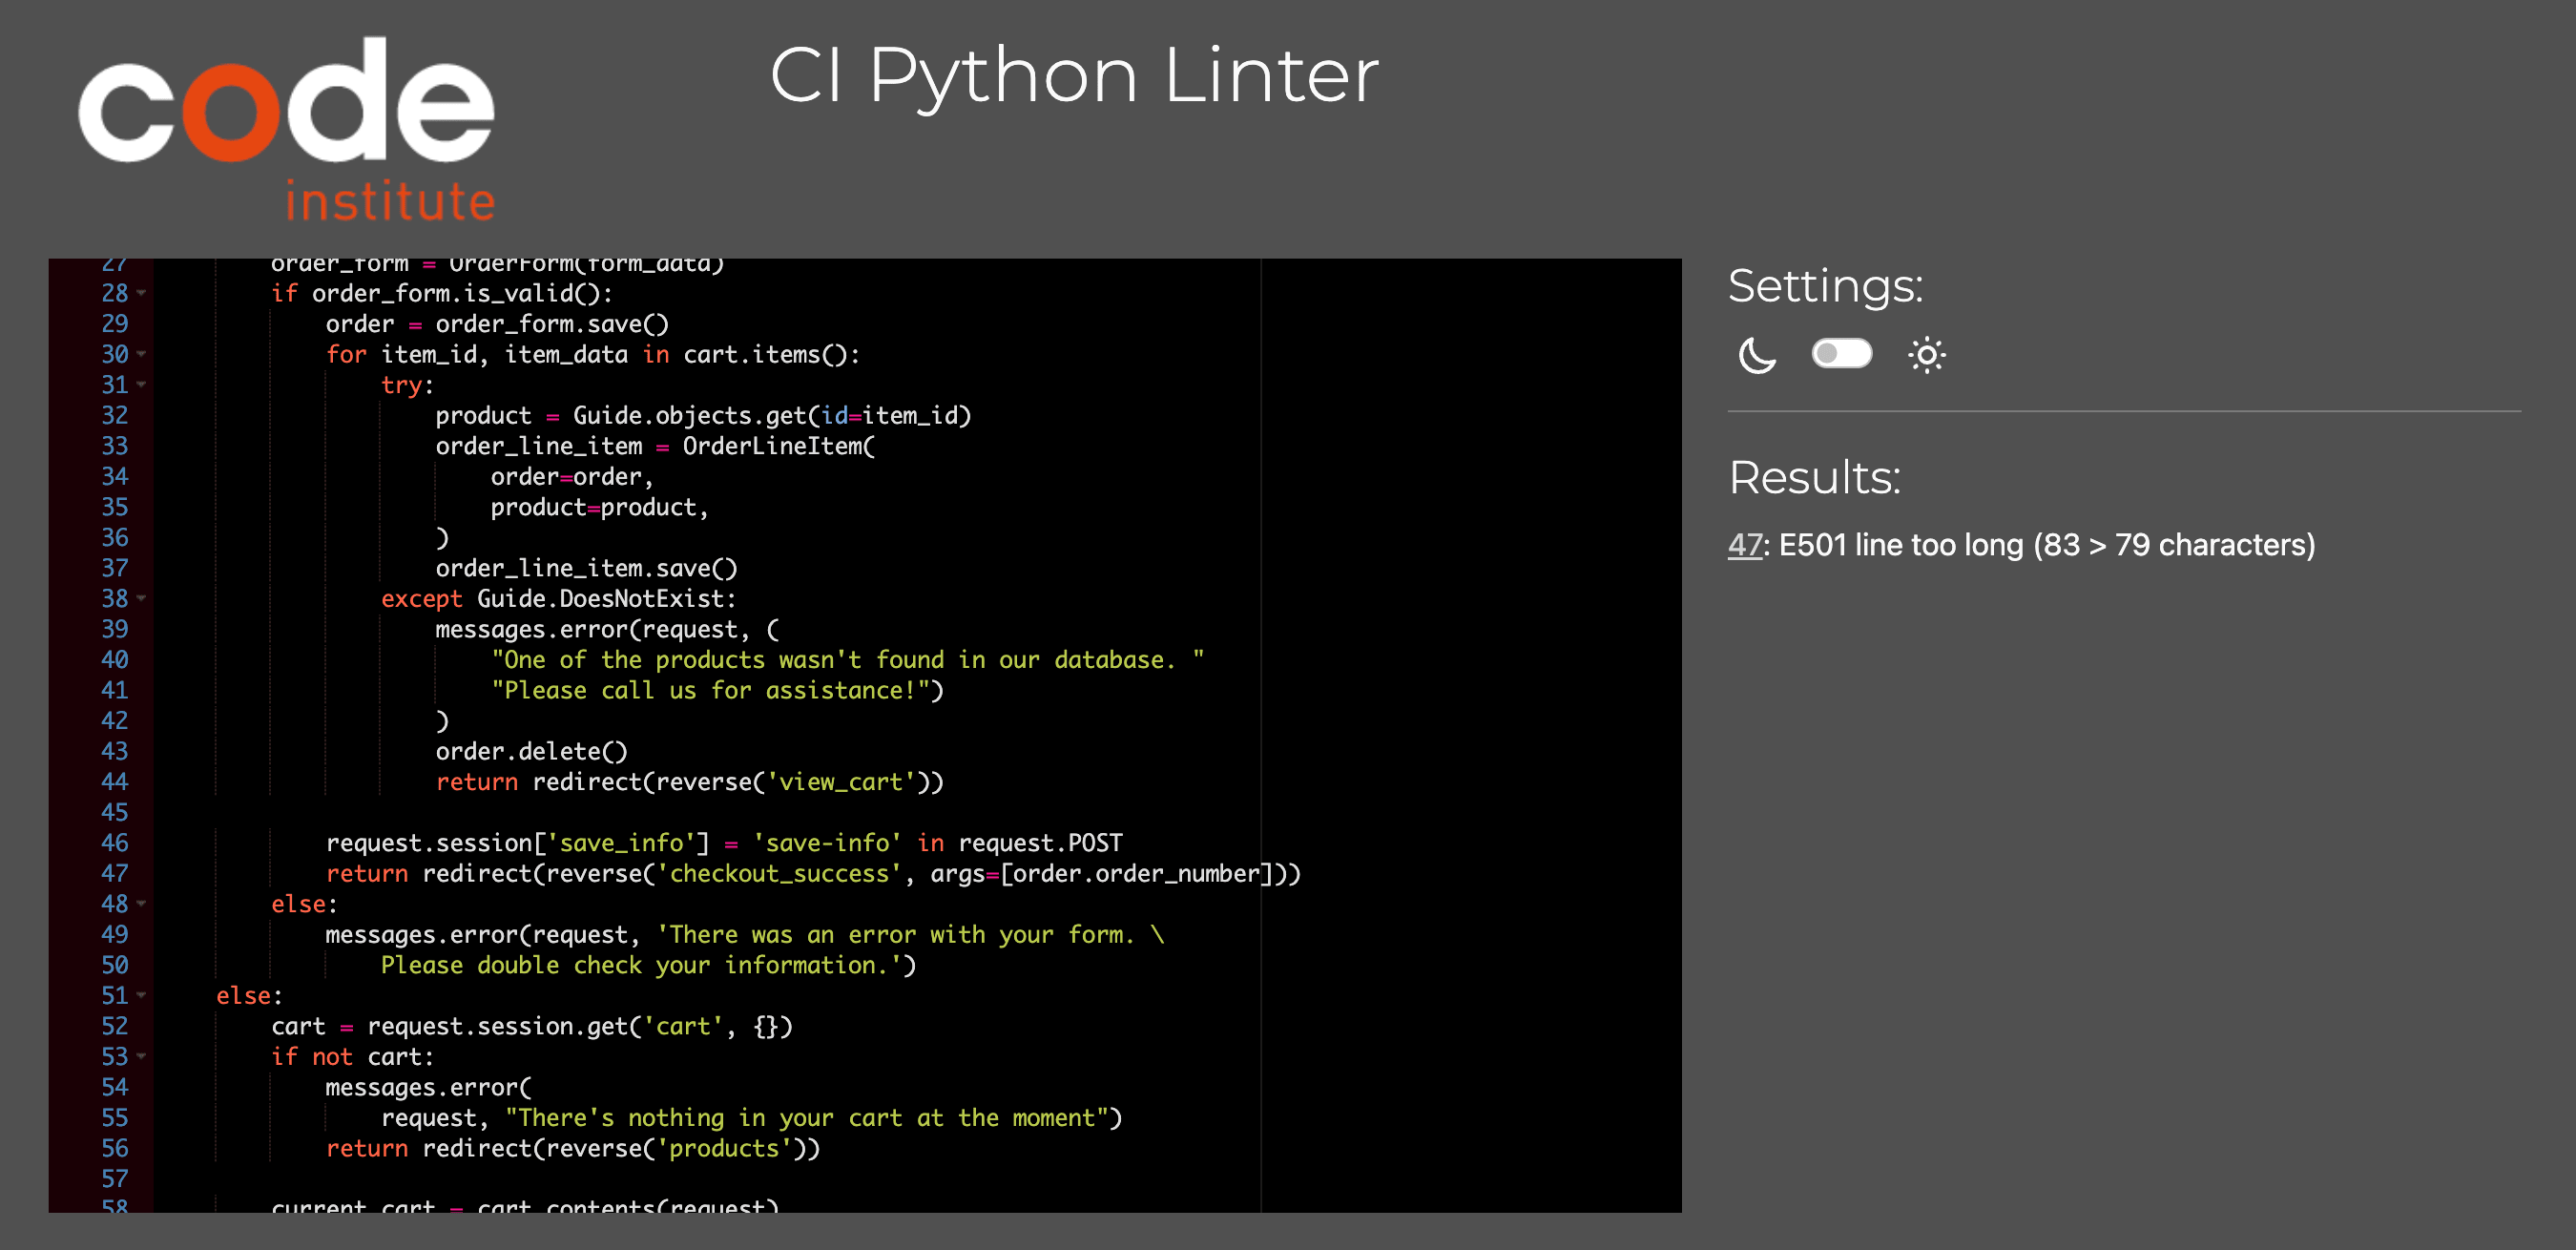 code
institute
CI Python Linter
27 order_form = OrderForm(form_data)
28 if order_form.is_valid():
29 order = order_form.save()
30 for item_id, item_data in cart.items():
31 try:
32 product = Guide.objects.get(id=item_id)
33 order_line_item = OrderLineItem(
34 order=order,
35 product=product,
36 )
37 order_line_item.save()
38 except Guide.DoesNotExist:
39 messages.error(request, (
40 "One of the products wasn't found in our database. "
41 "Please call us for assistance!")
42 )
43 order.delete()
44 return redirect(reverse('view_cart'))
45
46 request.session['save_info'] = 'save-info' in request.POST
47 return redirect(reverse('checkout_success', args=[order.order_number]))
48 else:
49 messages.error(request, 'There was an error with your form. \
50 Please double check your information.')
51 else:
52 cart = request.session.get('cart', {})
53 if not cart:
54 messages.error(
55 request, "There's nothing in your cart at the moment")
56 return redirect(reverse('products'))
57
58 current_cart = cart_contents(request)
Settings:
Results:
47: E501 line too long (83 > 79 characters)